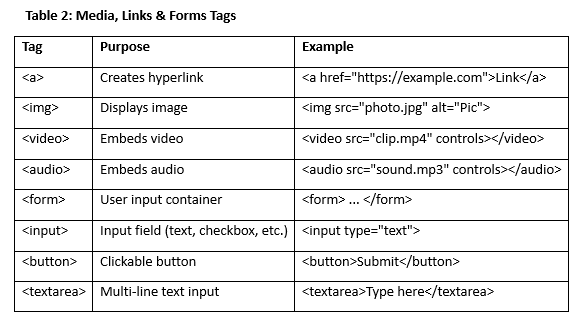 Table 2: Media, Links & Forms Tags
Tag Purpose Example
<a> Creates hyperlink <a href="https://example.com">Link</a>
<img> Displays image <img src="photo.jpg" alt="Pic">
<video> Embeds video <video src="clip.mp4" controls></video>
<audio> Embeds audio <audio src="sound.mp3" controls></audio>
<form> User input container <form> ... </form>
<input> Input field (text, checkbox, etc.) <input type="text">
<button> Clickable button <button>Submit</button>
<textarea> Multi-line text input <textarea>Type here</textarea>